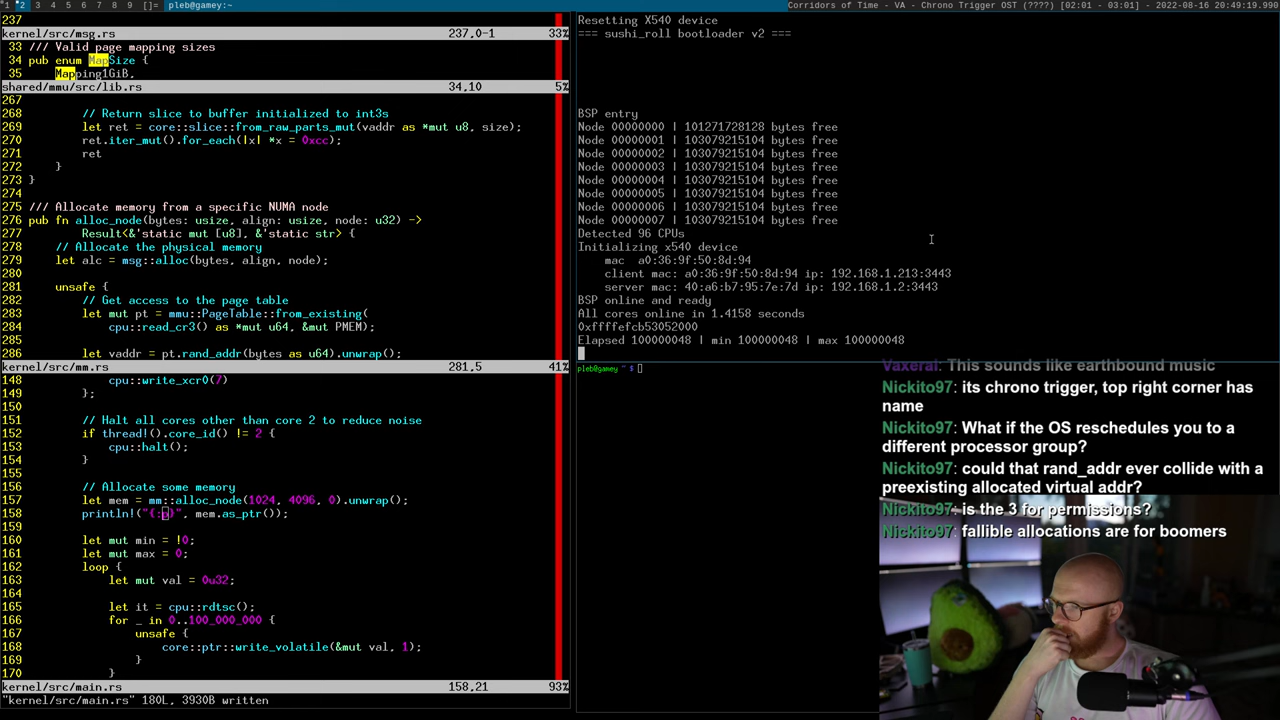 1 2 3 4 5 6 7 8 9 []= pleb@gamey:~
Corridors of Time - VA - Chrono Trigger OST (????) [02:01 - 03:01] - 2022-08-16 20:49:19.990
237
kernel/src/msg.rs 237,0-1 33%
33 /// Valid page mapping sizes
34 pub enum MapSize {
35 Mapping1GiB,
shared/mmu/src/lib.rs 34,10 5%
267
268 // Return slice to buffer initialized to int3s
269 let ret = core::slice::from_raw_parts_mut(vaddr as *mut u8, size);
270 ret.iter_mut().for_each(|x| *x = 0xcc);
271 ret
272 }
273 }
274
275 /// Allocate memory from a specific NUMA node
276 pub fn alloc_node(bytes: usize, align: usize, node: u32) ->
277 Result<&'static mut [u8], &'static str> {
278 // Allocate the physical memory
279 let alc = msg::alloc(bytes, align, node);
280
281 unsafe {
282 // Get access to the page table
283 let mut pt = mmu::PageTable::from_existing(
284 cpu::read_cr3() as *mut u64, &mut PMEM);
285
286 let vaddr = pt.rand_addr(bytes as u64).unwrap();
kernel/src/mm.rs 281,5 41%
148 cpu::write_xcr0(7)
149 };
150
151 // Halt all cores other than core 2 to reduce noise
152 if thread!().core_id() != 2 {
153 cpu::halt();
154 }
155
156 // Allocate some memory
157 let mem = mm::alloc_node(1024, 4096, 0).unwrap();
158 println!("{:p}", mem.as_ptr());
159
160 let mut min = !0;
161 let mut max = 0;
162 loop {
163 let mut val = 0u32;
164
165 let it = cpu::rdtsc();
166 for _ in 0..100_000_000 {
167 unsafe {
168 core::ptr::write_volatile(&mut val, 1);
169 }
170 }
kernel/src/main.rs 158,21 93%
"kernel/src/main.rs" 180L, 3930B written
Resetting X540 device
=== sushi_roll bootloader v2 ===
BSP entry
Node 00000000 | 101271728128 bytes free
Node 00000001 | 103079215104 bytes free
Node 00000002 | 103079215104 bytes free
Node 00000003 | 103079215104 bytes free
Node 00000004 | 103079215104 bytes free
Node 00000005 | 103079215104 bytes free
Node 00000006 | 103079215104 bytes free
Node 00000007 | 103079215104 bytes free
Detected 96 CPUs
Initializing x540 device
mac a0:36:9f:50:8d:94
client mac: a0:36:9f:50:8d:94 ip: 192.168.1.213:3443
server mac: 40:a6:b7:95:7e:7d ip: 192.168.1.2:3443
BSP online and ready
All cores online in 1.4158 seconds
0xffffefcb53052000
Elapsed 100000048 | min 100000048 | max 100000048
pleb@gamey ~ $
Vaxeral: This sounds like earthbound music
Nickito97: its chrono trigger, top right corner has
name
Nickito97: What if the OS reschedules you to a
different processor group?
Nickito97: could that rand_addr ever collide with a
preexisting allocated virtual addr?
Nickito97: is the 3 for permissions?
Nickito97: fallible allocations are for boomers